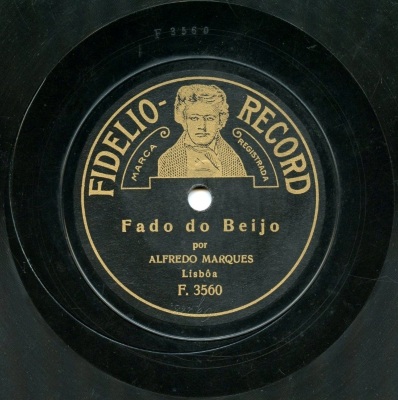 F 3560
FIDELIO-RECORD
MARCA REGISTRADA
Fado do Beijo
por
ALFREDO MARQUES
Lisbôa
F. 3560